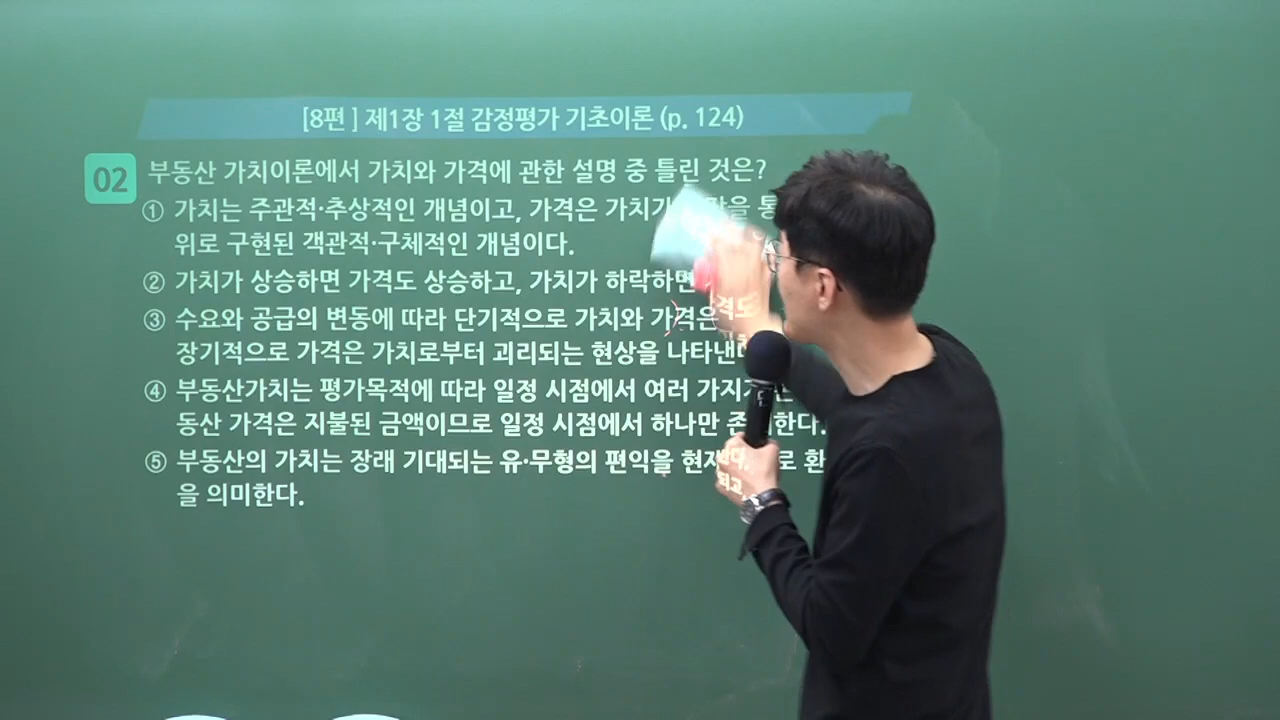 [8편 ] 제1장 1절 감정평가 기초이론 (p. 124)
02 부동산 가치이론에서 가치와 가격에 관한 설명 중 틀린 것은?
① 가치는 주관적·추상적인 개념이고, 가격은 가치가 통
위로 구현된 객관적·구체적인 개념이다.
② 가치가 상승하면 가격도 상승하고, 가치가 하락하면 가격도
③ 수요와 공급의 변동에 따라 단기적으로 가치와 가격은
장기적으로 가격은 가치로부터 괴리되는 현상을 나타낸다.
④ 부동산가치는 평가목적에 따라 일정 시점에서 여러 가지가
동산 가격은 지불된 금액이므로 일정 시점에서 하나만 존재한다.
⑤ 부동산의 가치는 장래 기대되는 유·무형의 편익을 현재 로 환
을 의미한다.